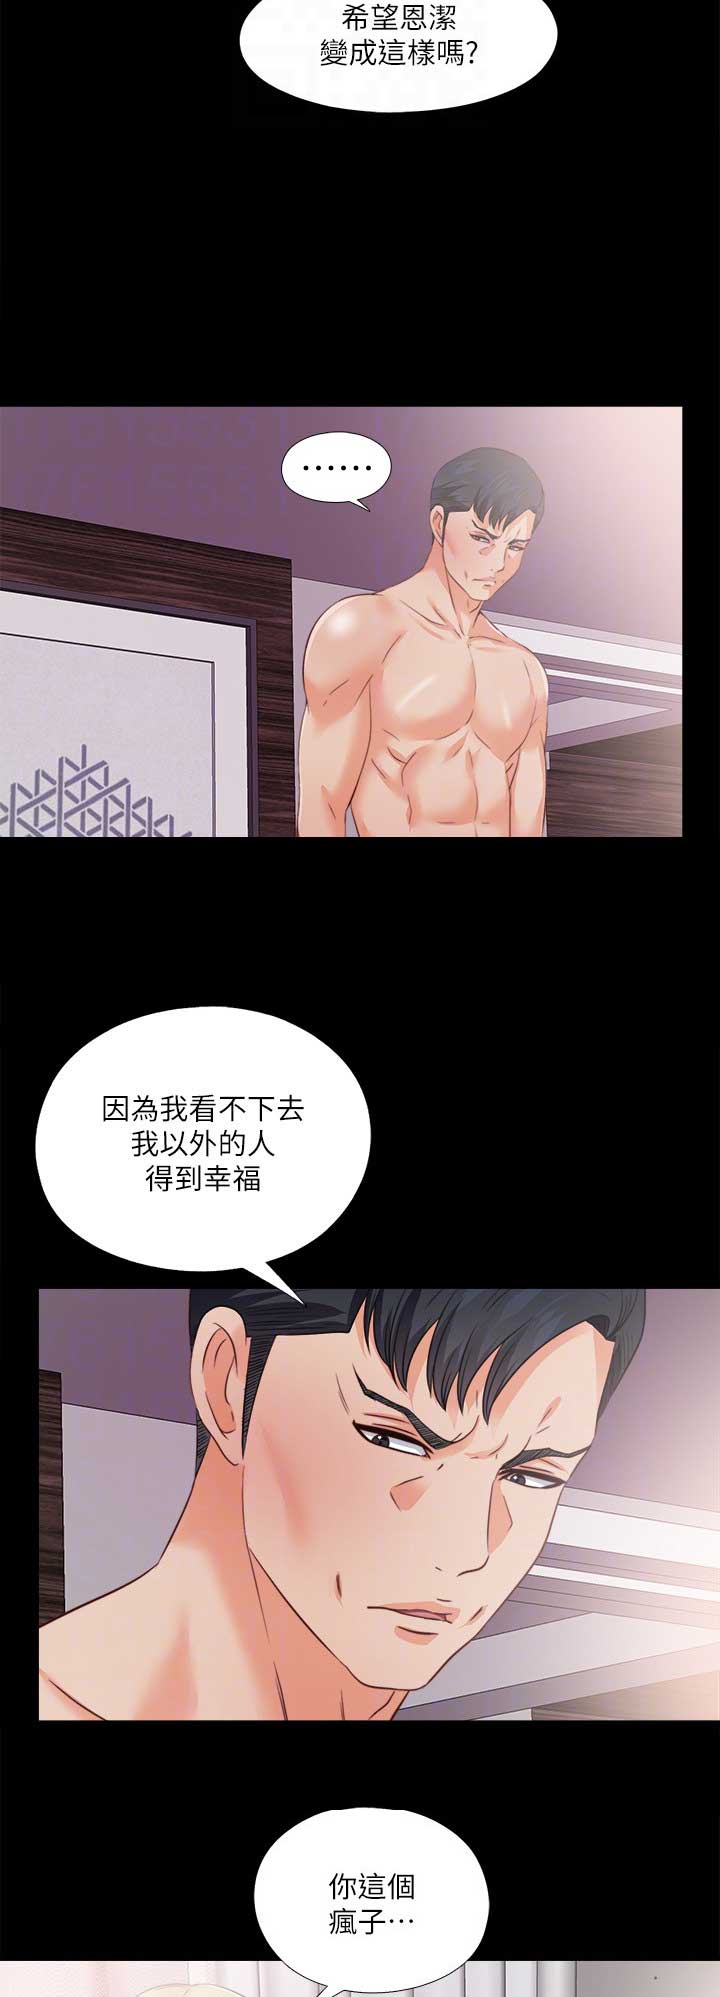 希望恩潔
變成這樣嗎?
……
因為我看不下去
我以外的人
得到幸福
你這個
瘋子…